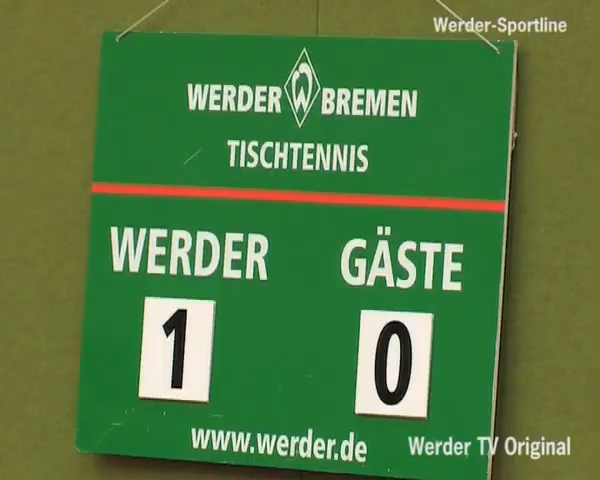 Werder-Sportline
WERDER BREMEN
TISCHTENNIS
WERDER GÄSTE
1 0
www.werder.de
Werder TV Original